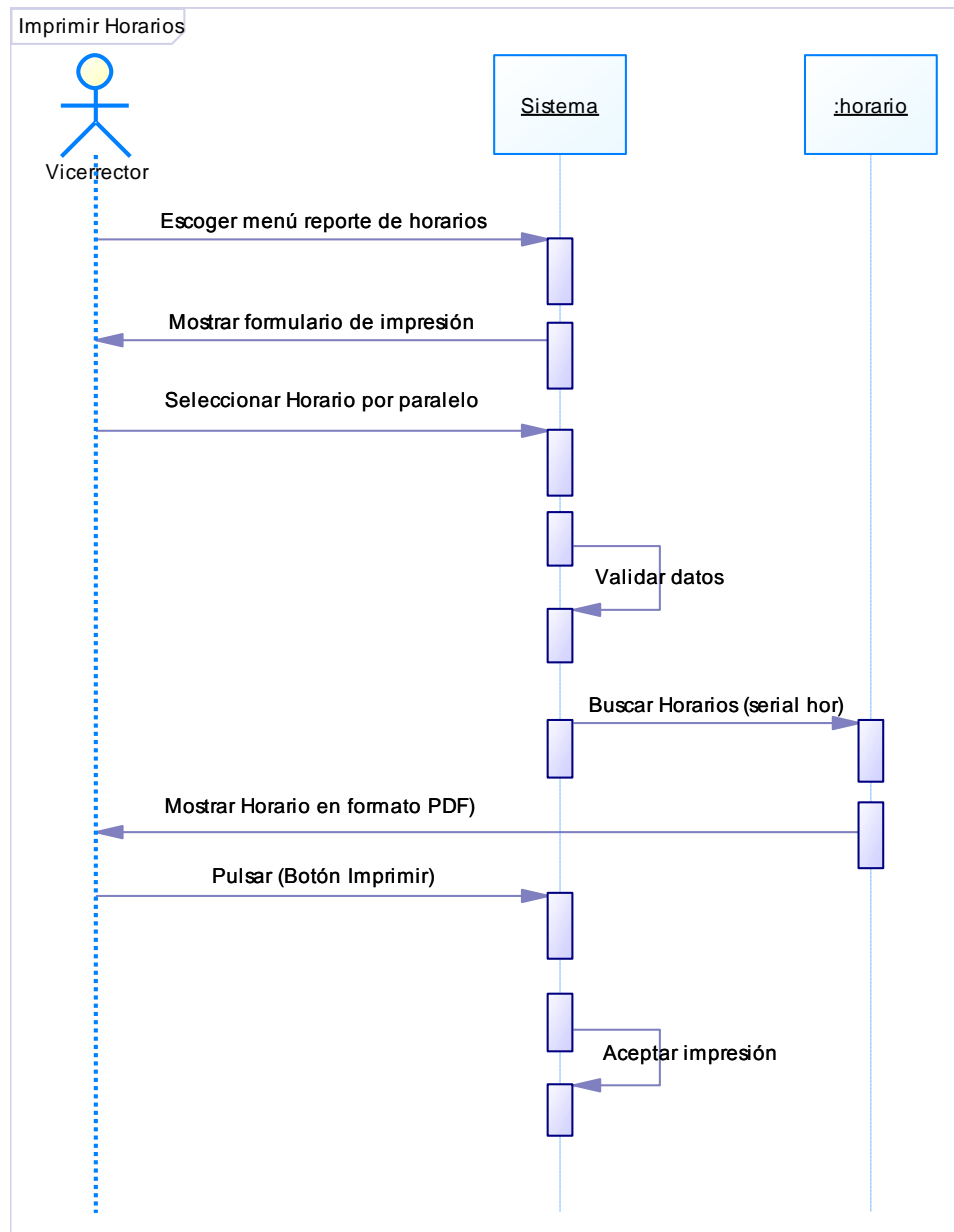 Imprimir Horarios
Sistema
:horario
Vicerrector
Escoger menú reporte de horarios
Mostrar formulario de impresión
Seleccionar Horario por paralelo
Validar datos
Buscar Horarios (serial hor)
Mostrar Horario en formato PDF)
Pulsar (Botón Imprimir)
Aceptar impresión